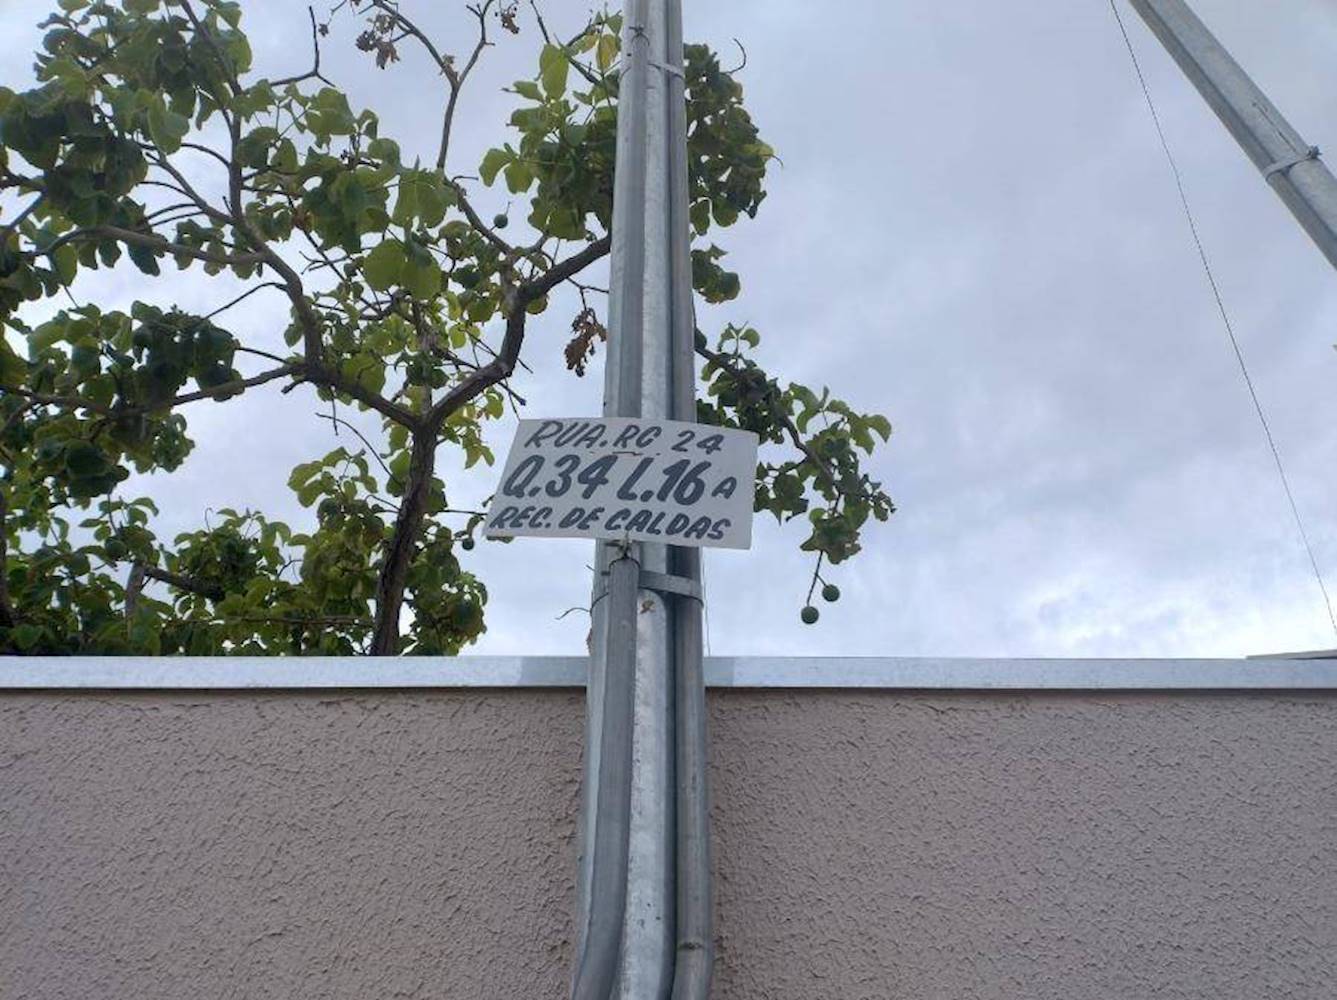 RUA. RC 24
Q.34 L.16 A
REC. DE CALDAS